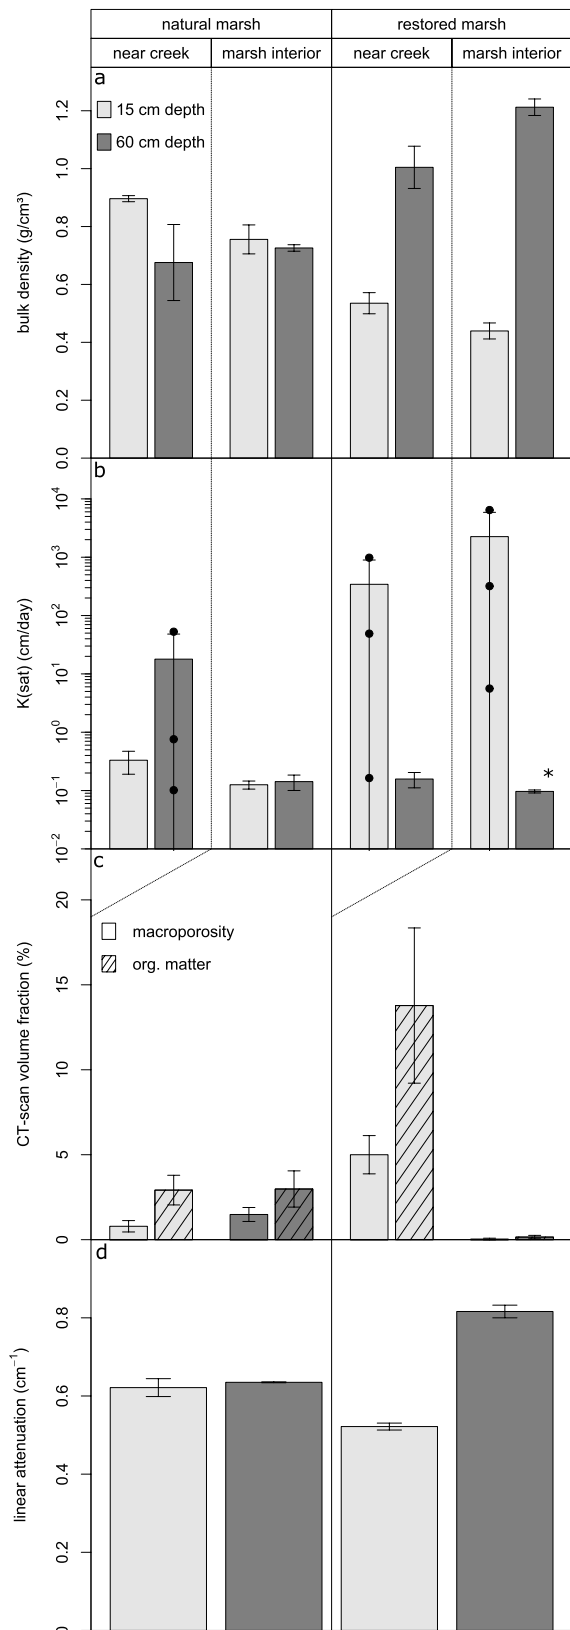 natural marsh restored marsh
near creek marsh interior near creek marsh interior
a
15 cm depth
60 cm depth
bulk density (g/cm³)
0.0 0.2 0.4 0.6 0.8 1.0 1.2
b
K(sat) (cm/day)
10⁻² 10⁻¹ 10⁰ 10¹ 10² 10³ 10⁴
*
c
macroporosity
org. matter
CT-scan volume fraction (%)
0 5 10 15 20
d
linear attenuation (cm⁻¹)
0.2 0.4 0.6 0.8